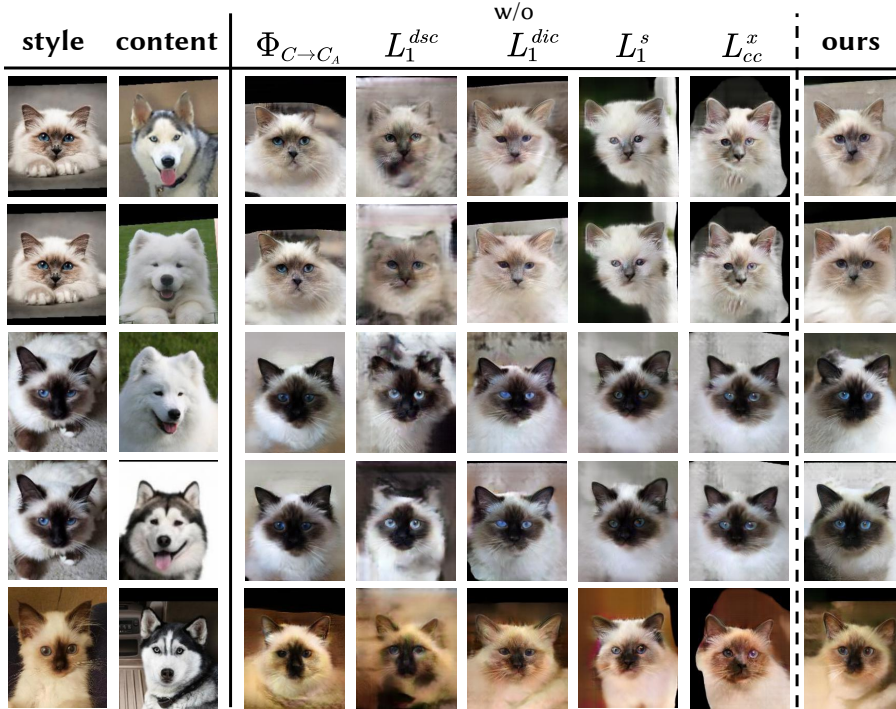 w/o
style content Φ_{C→C_A} L_1^{dsc} L_1^{dic} L_1^s L_{cc}^x ours